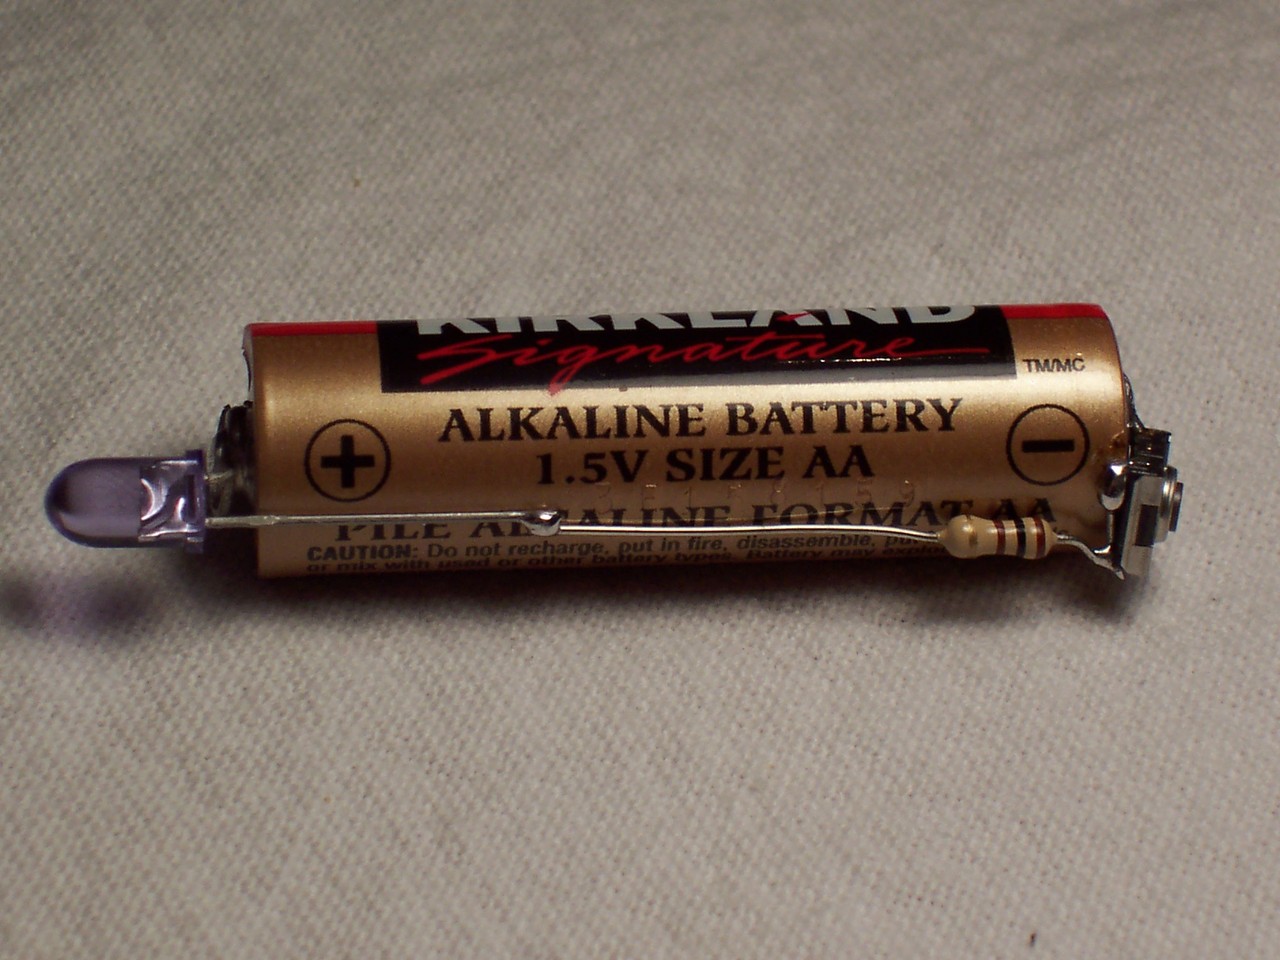 KIRKLAND
Signature
TM/MC
+ ALKALINE BATTERY −
1.5V SIZE AA
PILE ALCALINE FORMAT AA
CAUTION: Do not recharge, put in fire, disassemble,
or mix with used or other battery types. Battery may